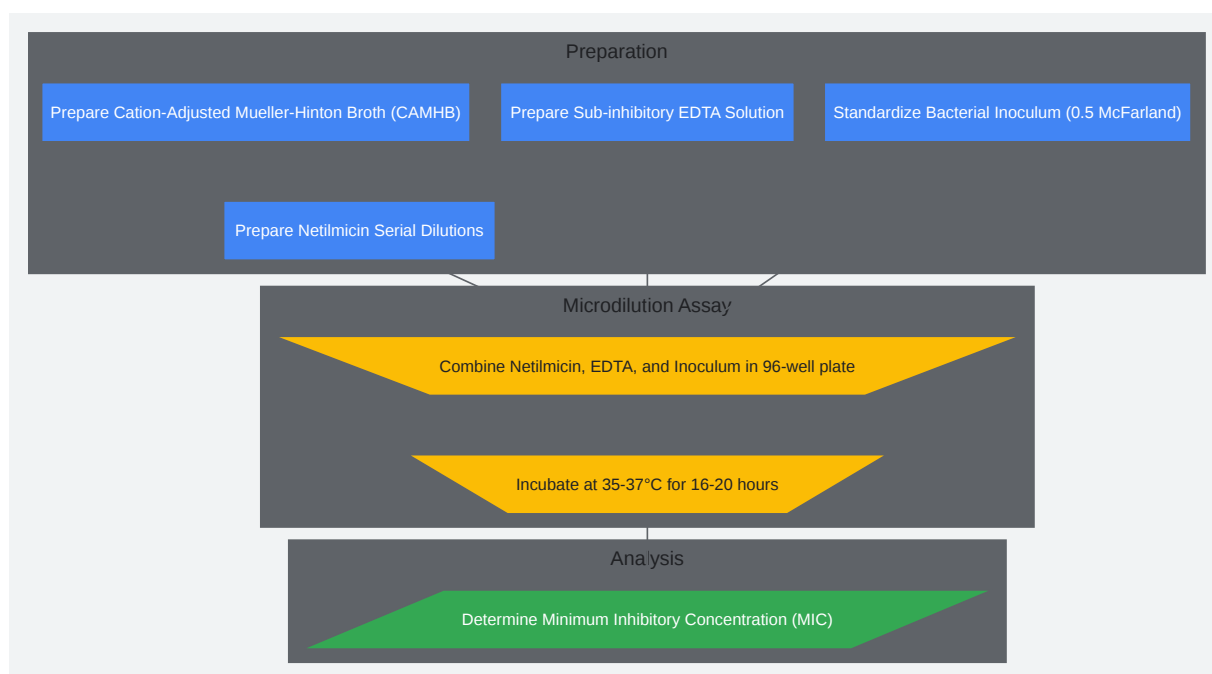 Preparation
Prepare Cation-Adjusted Mueller-Hinton Broth (CAMHB)
Prepare Sub-inhibitory EDTA Solution
Standardize Bacterial Inoculum (0.5 McFarland)
Prepare Netilmicin Serial Dilutions
Microdilution Assay
Combine Netilmicin, EDTA, and Inoculum in 96-well plate
Incubate at 35-37°C for 16-20 hours
Analysis
Determine Minimum Inhibitory Concentration (MIC)